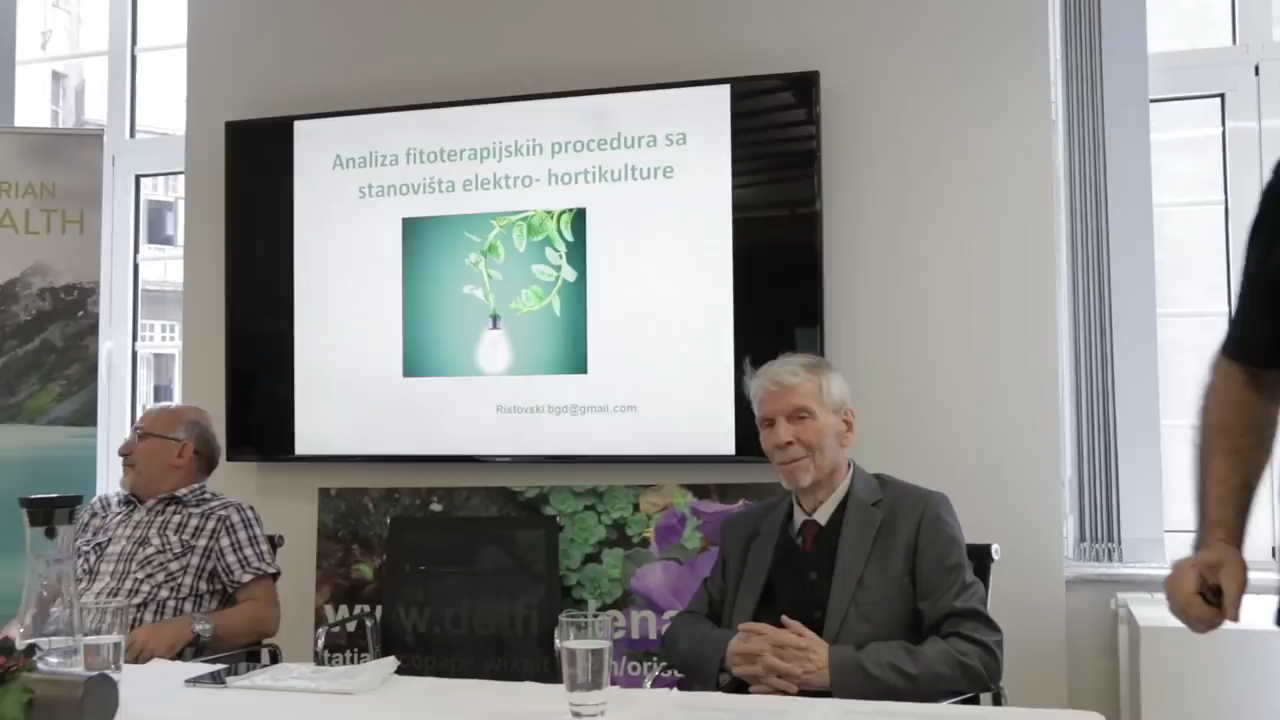 RIAN
ALTH
Analiza fitoterapijskih procedura sa
stanovišta elektro- hortikulture
Ristovski.bgd@gmail.com